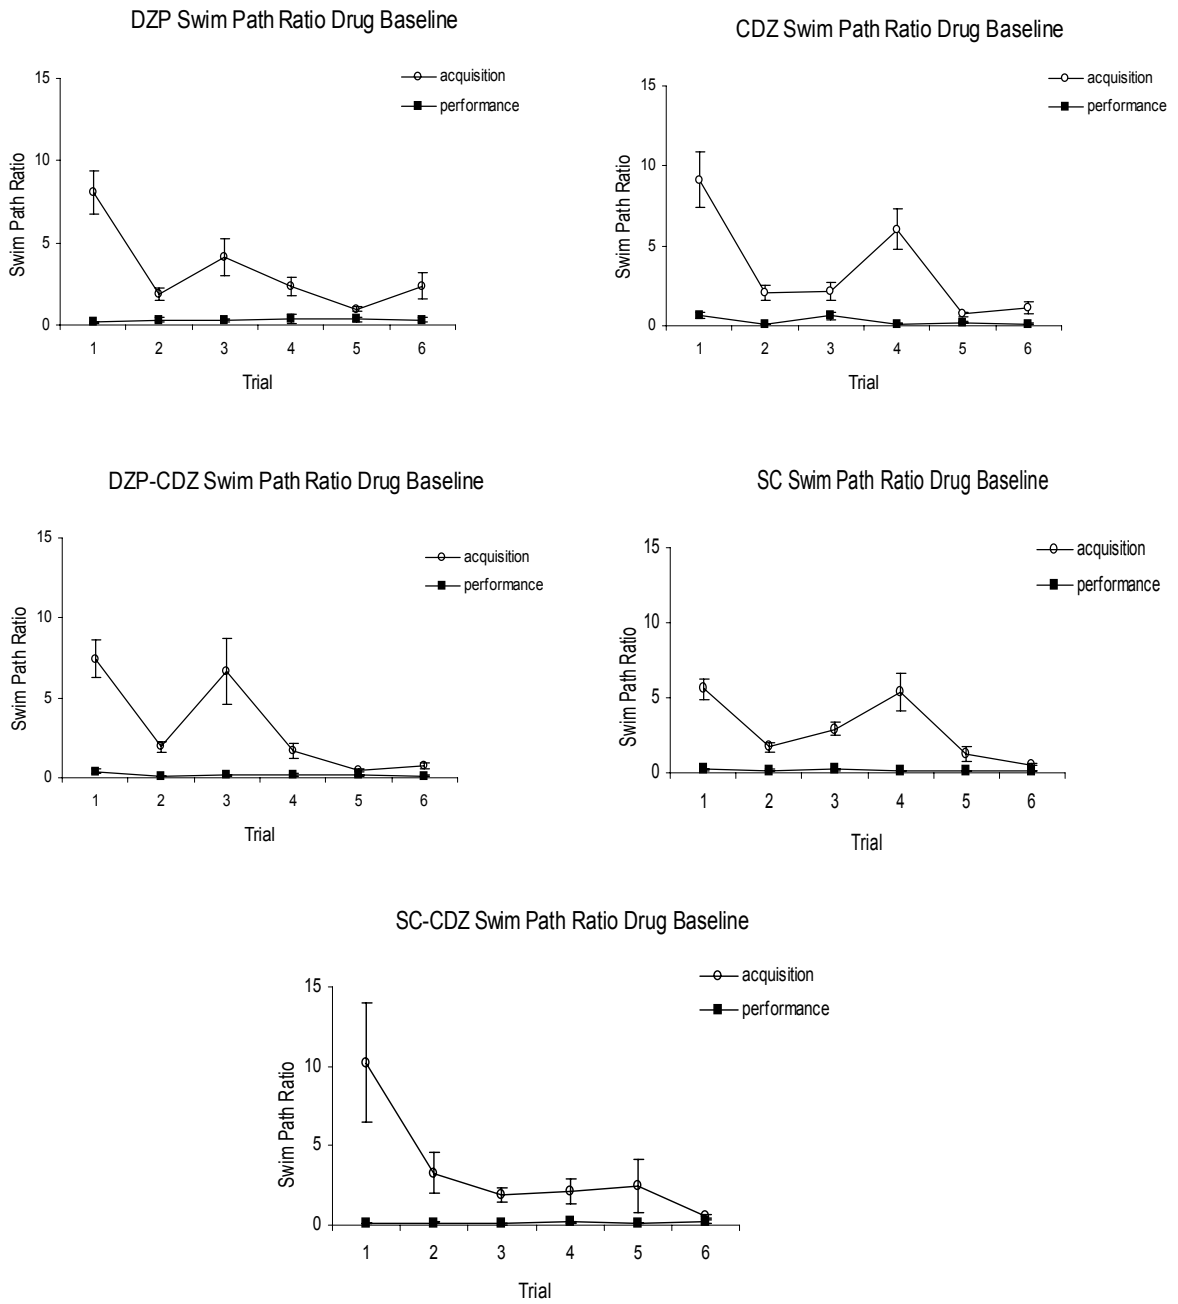 DZP Swim Path Ratio Drug Baseline
acquisition
performance
15
10
5
0
Swim Path Ratio
1 2 3 4 5 6
Trial
CDZ Swim Path Ratio Drug Baseline
acquisition
performance
15
10
5
0
Swim Path Ratio
1 2 3 4 5 6
Trial
DZP-CDZ Swim Path Ratio Drug Baseline
acquisition
performance
15
10
5
0
Swim Path Ratio
1 2 3 4 5 6
Trial
SC Swim Path Ratio Drug Baseline
acquisition
performance
15
10
5
0
Swim Path Ratio
1 2 3 4 5 6
Trial
SC-CDZ Swim Path Ratio Drug Baseline
acquisition
performance
15
10
5
0
Swim Path Ratio
1 2 3 4 5 6
Trial